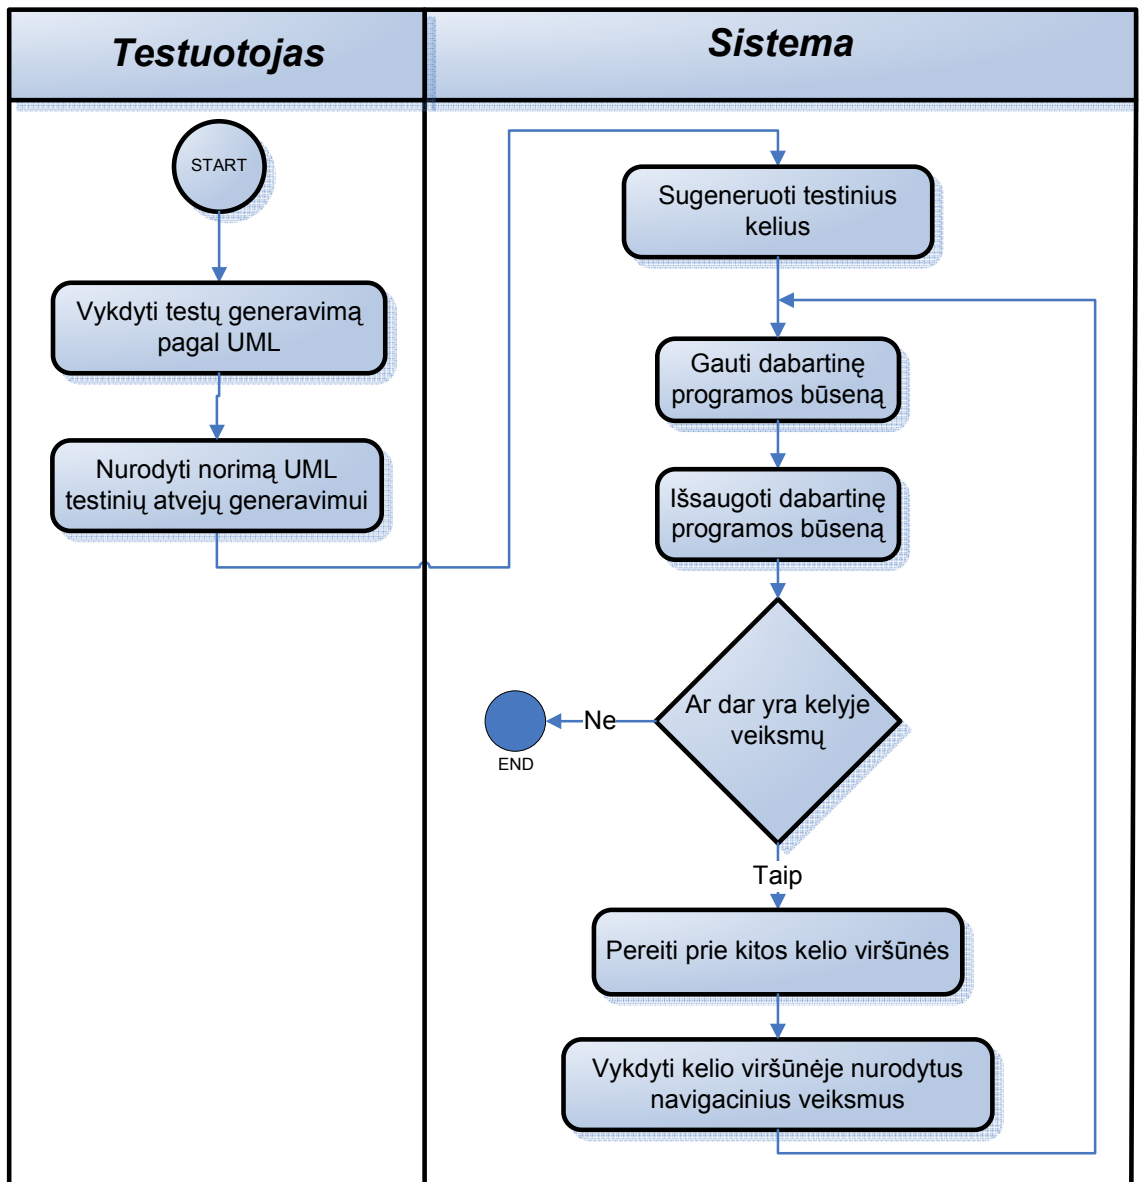 Testuotojas
Sistema
START
Vykdyti testų generavimą
pagal UML
Nurodyti norimą UML
testinių atvejų generavimui
Sugeneruoti testinius
kelius
Gauti dabartinę
programos būseną
Išsaugoti dabartinę
programos būseną
Ar dar yra kelyje
veiksmų
Ne
END
Taip
Pereiti prie kitos kelio viršūnės
Vykdyti kelio viršūnėje nurodytus
navigacinius veiksmus